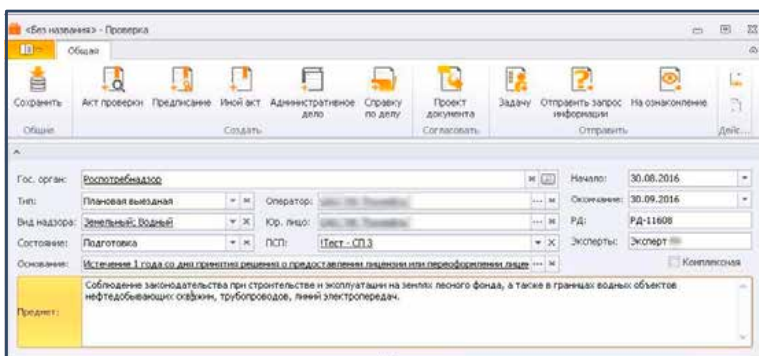 <Без названия> - Проверка
Общая
Сохранить
Акт проверки
Предписание
Иной акт
Административное дело
Справку по делу
Проект документа
Задачу
Отправить запрос информации
На ознакомление
Общие
Создать
Согласовать
Отправить
Дейс...
Гос. орган: Роспотребнадзор
Начало: 30.08.2016
Тип: Плановая выездная
Оператор:
Окончание: 30.09.2016
Вид надзора: Земельный; Водный
Юр. лицо:
РД: РД-11608
Состояние: Подготовка
ПСП: !Тест - СП 3
Эксперты: Эксперт
Основание: Истечение 1 года со дня принятия решения о предоставлении лицензии или переоформлении лицен
Комплексная
Предмет:
Соблюдение законодательства при строительстве и эксплуатации на землях лесного фонда, а также в границах водных объектов
нефтедобывающих скважин, трубопроводов, линий электропередач.